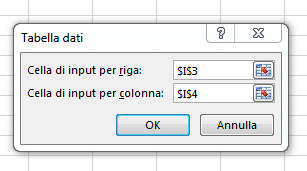 Tabella dati
Cella di input per riga: $I$3
Cella di input per colonna: $I$4
OK Annulla